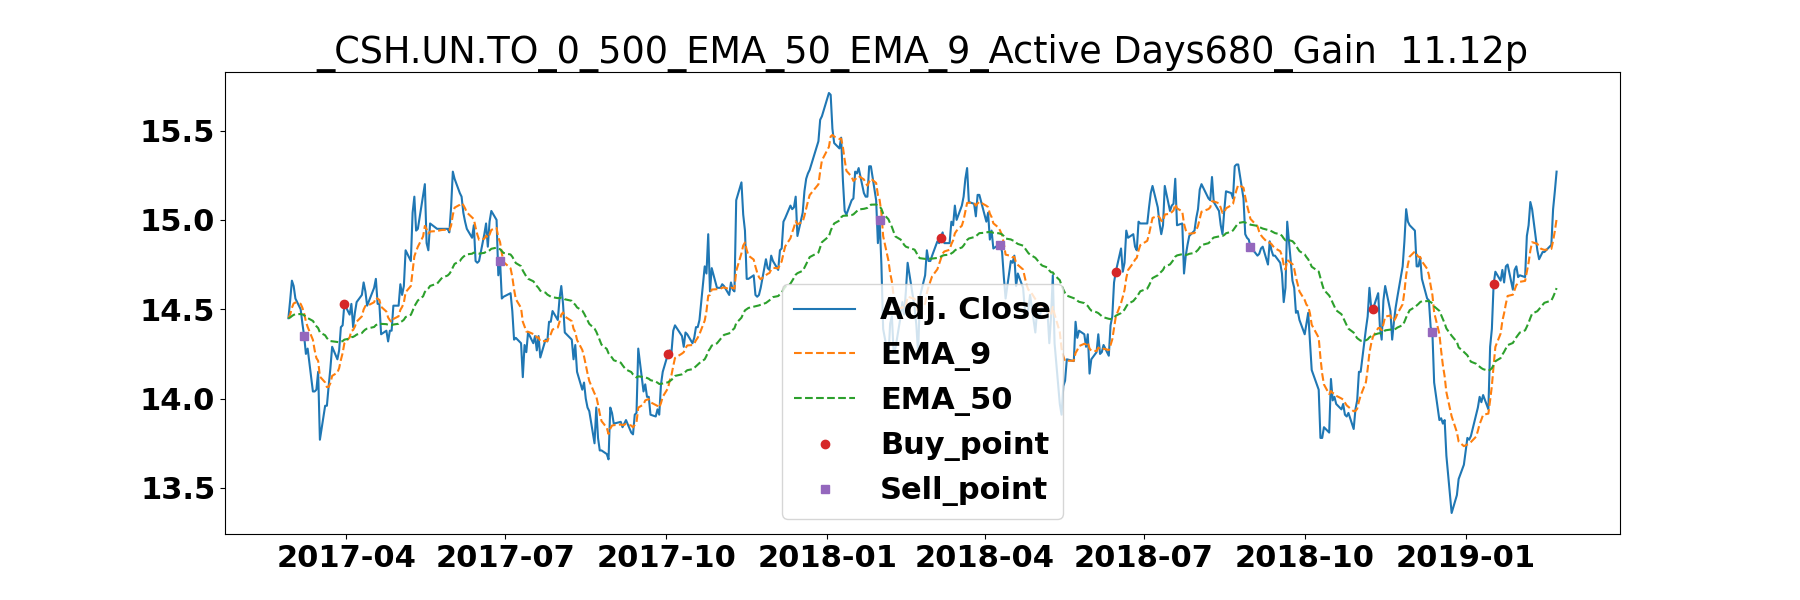 _CSH.UN.TO_0_500_EMA_50_EMA_9_Active Days680_Gain  11.12p
15.5
15.0
14.5
14.0
13.5
Adj. Close
EMA_9
EMA_50
Buy_point
Sell_point
2017-04 2017-07 2017-10 2018-01 2018-04 2018-07 2018-10 2019-01